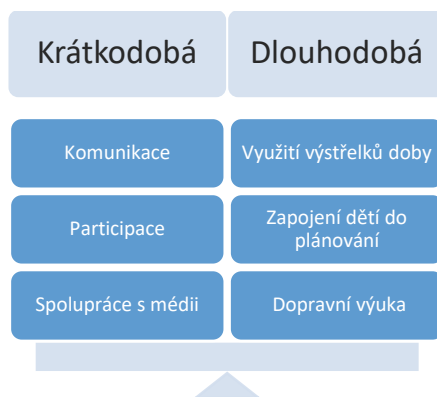 Krátkodobá
Dlouhodobá
Komunikace
Využití výstřelků doby
Participace
Zapojení dětí do
plánování
Spolupráce s médii
Dopravní výuka